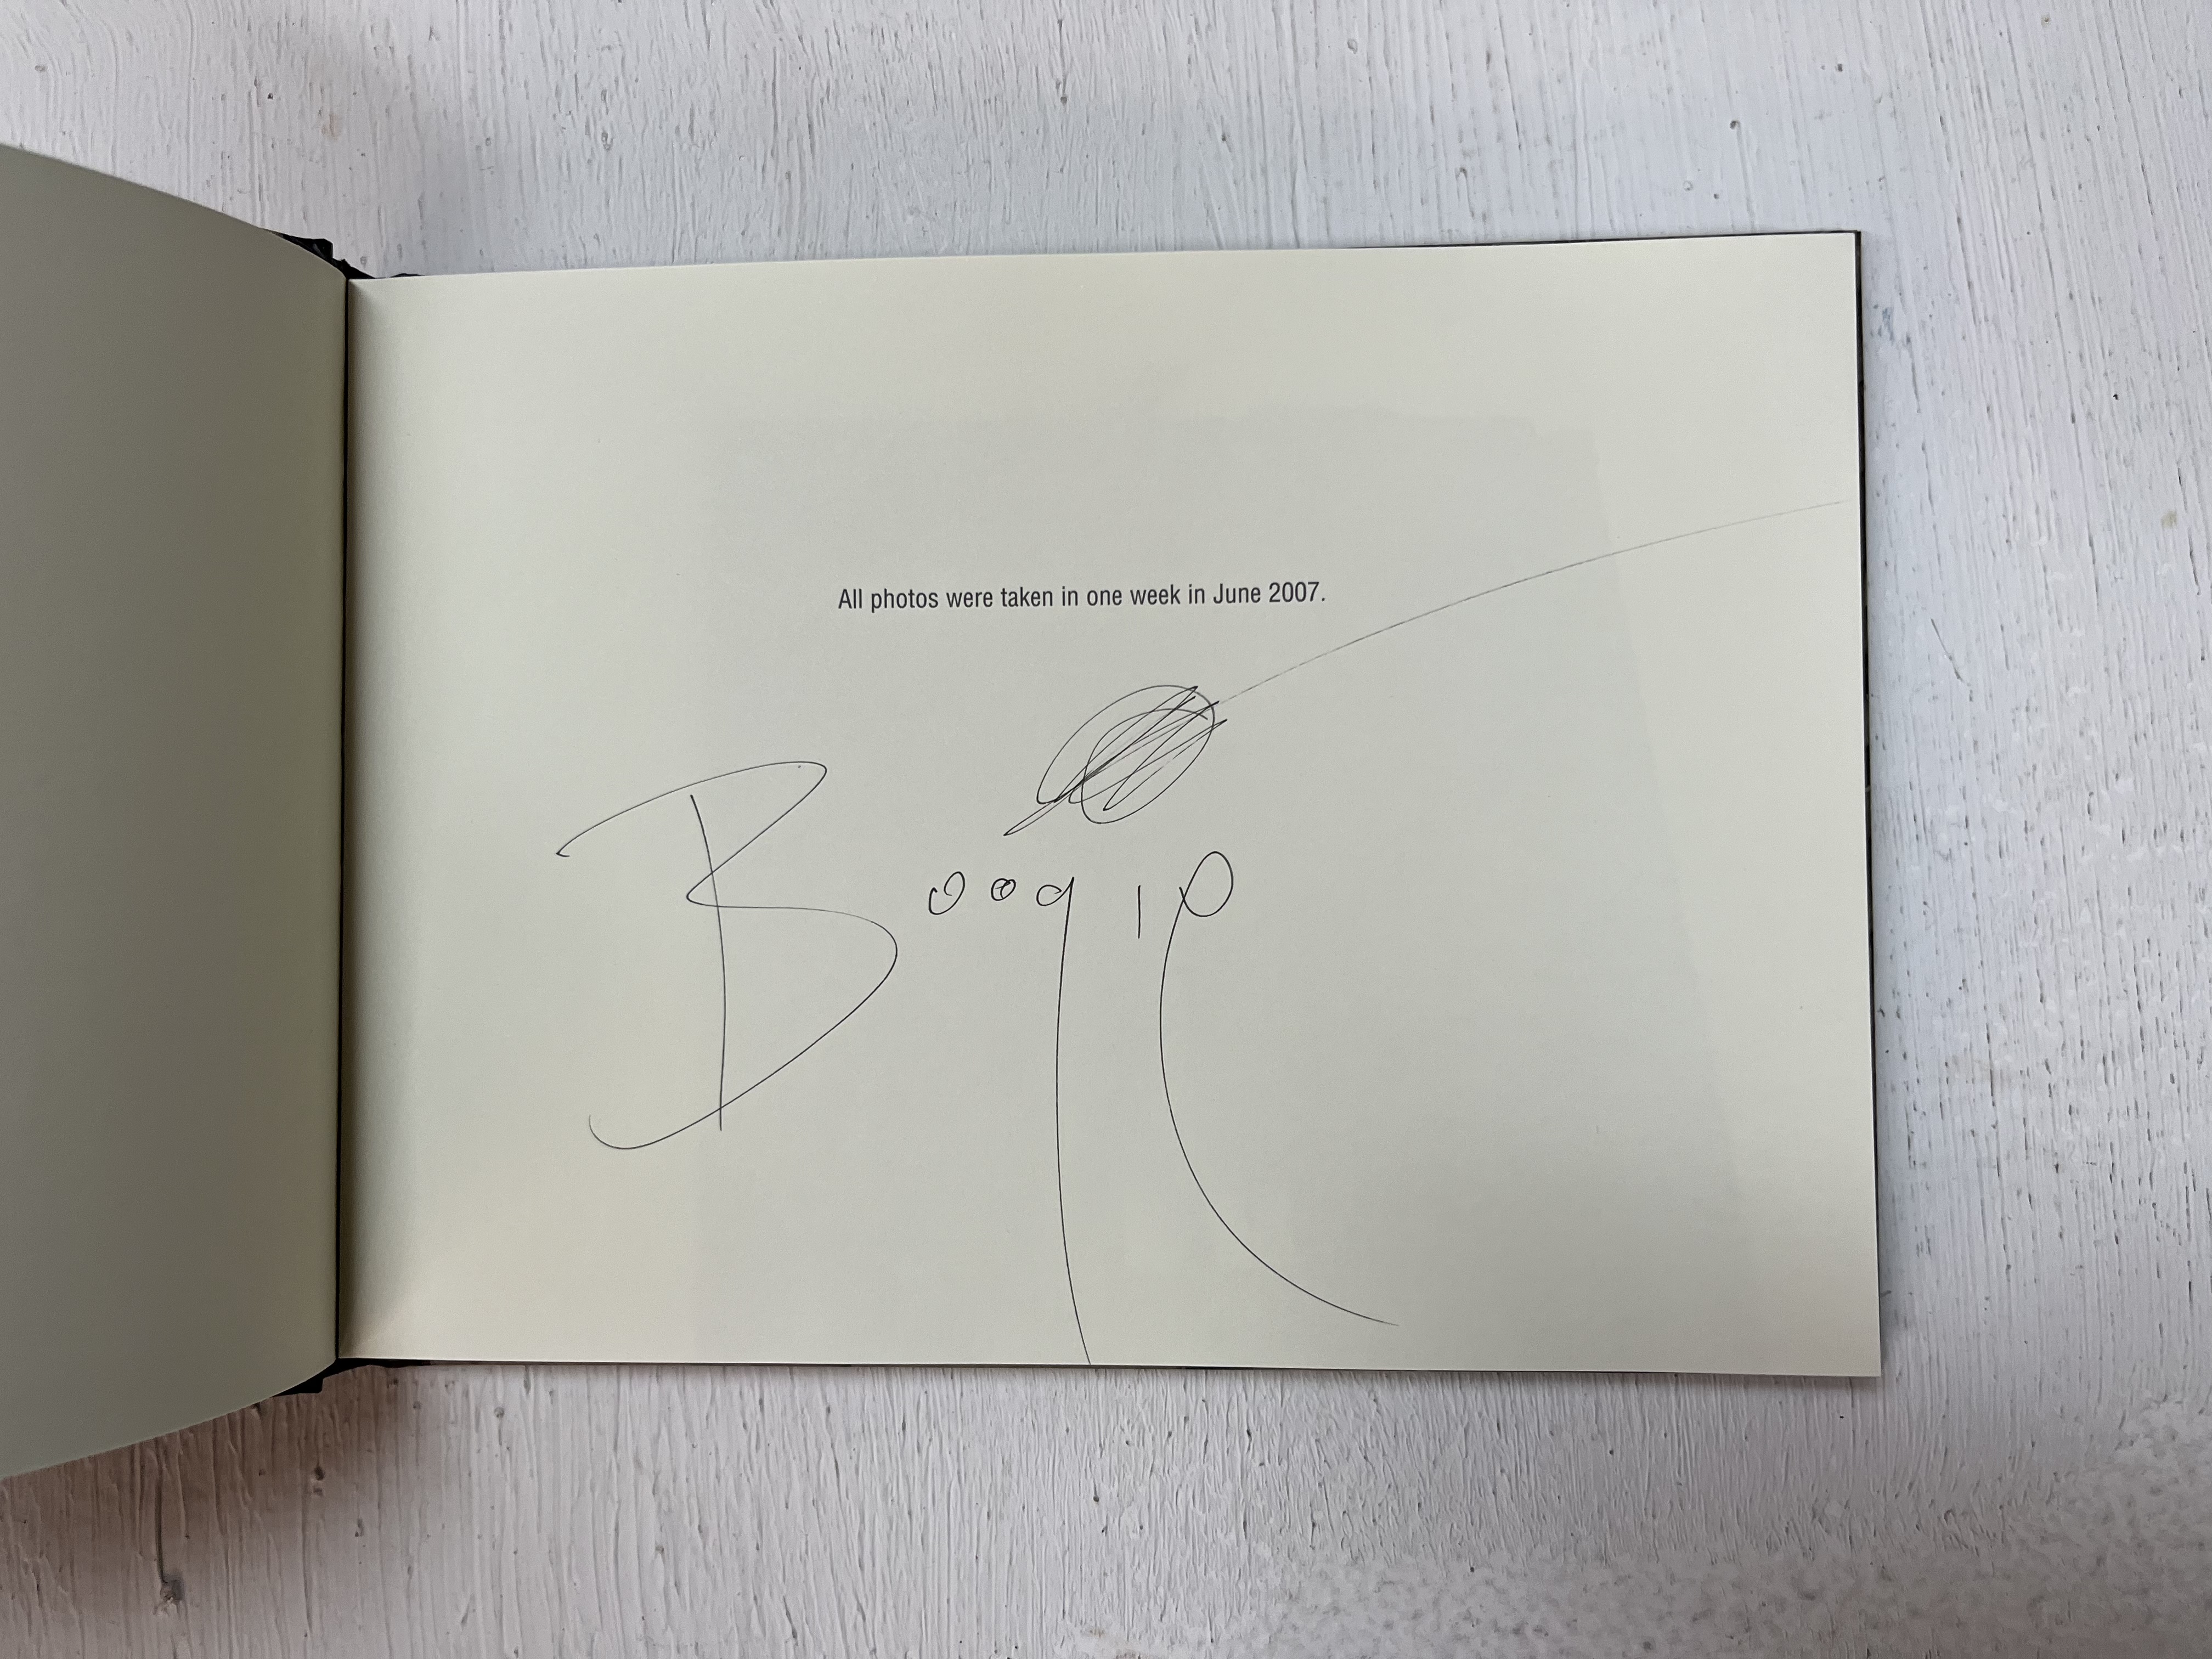 All photos were taken in one week in June 2007.
Boogie